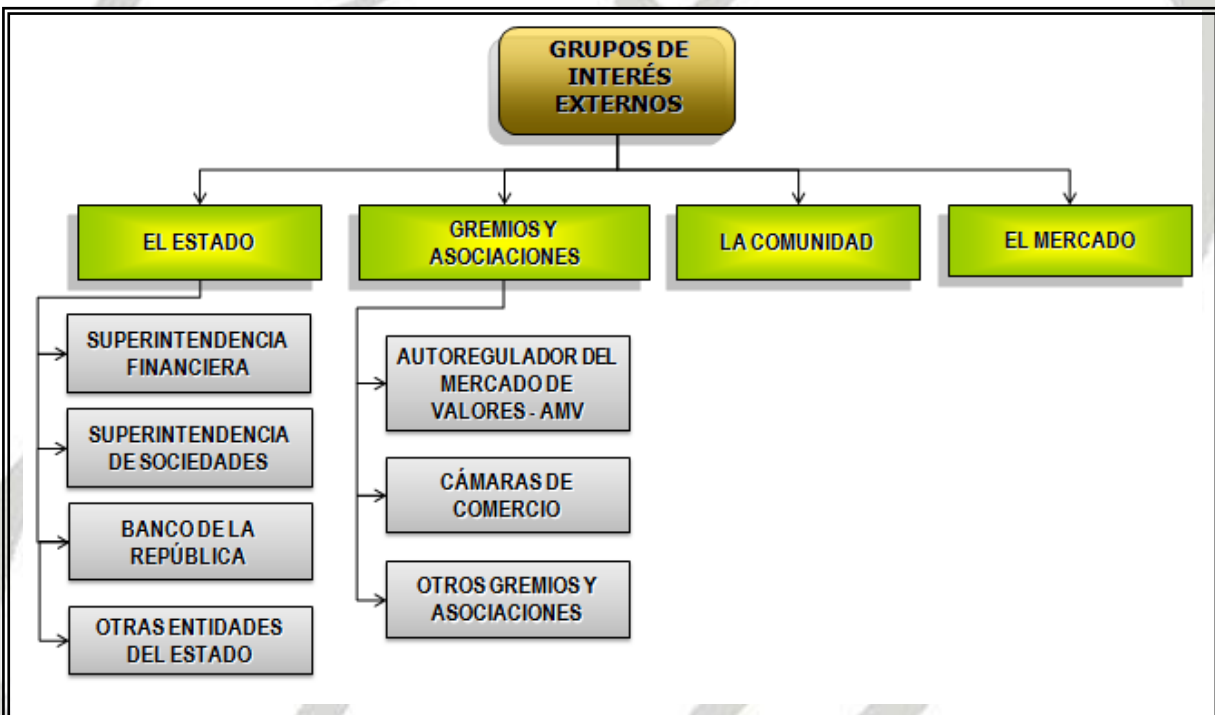 GRUPOS DE
INTERÉS
EXTERNOS
EL ESTADO
GREMIOS Y
ASOCIACIONES
LA COMUNIDAD
EL MERCADO
SUPERINTENDENCIA
FINANCIERA
SUPERINTENDENCIA
DE SOCIEDADES
BANCO DE LA
REPÚBLICA
OTRAS ENTIDADES
DEL ESTADO
AUTOREGULADOR DEL
MERCADO DE
VALORES - AMV
CÁMARAS DE
COMERCIO
OTROS GREMIOS Y
ASOCIACIONES